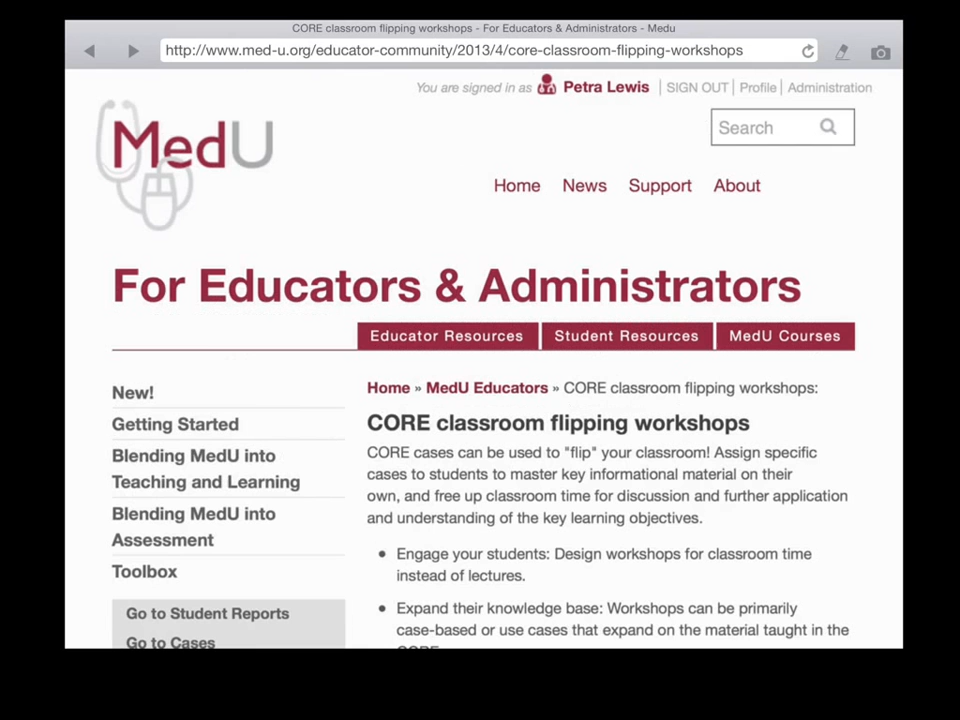 CORE classroom flipping workshops - For Educators & Administrators - Medu
http://www.med-u.org/educator-community/2013/4/core-classroom-flipping-workshops
You are signed in as Petra Lewis | SIGN OUT | Profile | Administration
MedU
Search
Home News Support About
For Educators & Administrators
Educator Resources Student Resources MedU Courses
New!
Getting Started
Blending MedU into
Teaching and Learning
Blending MedU into
Assessment
Toolbox
Go to Student Reports
Go to Cases
Home » MedU Educators » CORE classroom flipping workshops:
CORE classroom flipping workshops
CORE cases can be used to "flip" your classroom! Assign specific
cases to students to master key informational material on their
own, and free up classroom time for discussion and further application
and understanding of the key learning objectives.
• Engage your students: Design workshops for classroom time
instead of lectures.
• Expand their knowledge base: Workshops can be primarily
case-based or use cases that expand on the material taught in the
CORE